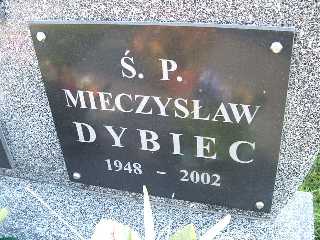 Ś. P.
MIECZYSŁAW
DYBIEC
1948 - 2002